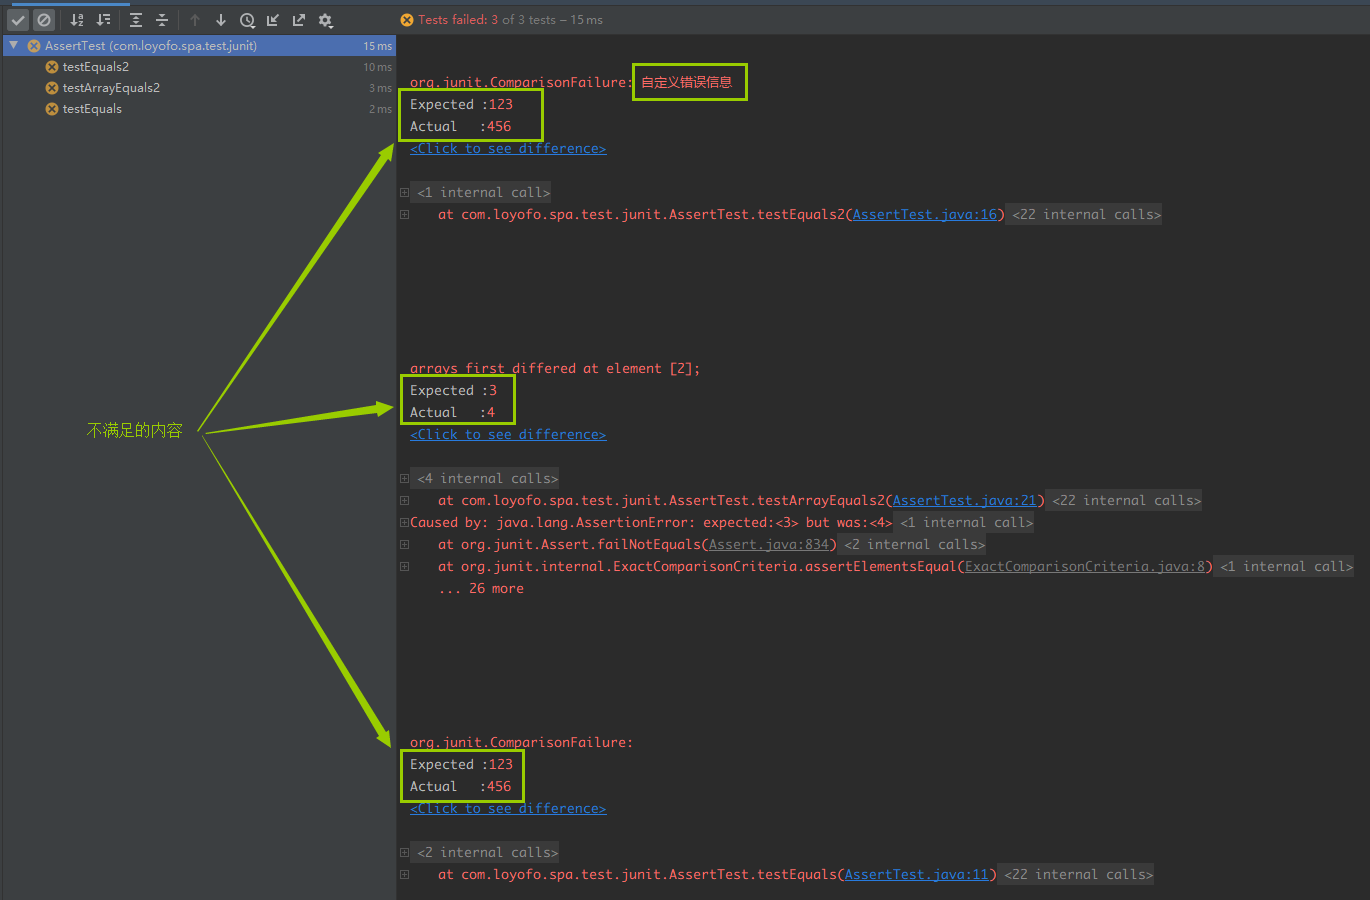 Tests failed: 3 of 3 tests – 15 ms
AssertTest (com.loyofo.spa.test.junit) 15 ms
testEquals2 10 ms
testArrayEquals2 3 ms
testEquals 2 ms
不满足的内容
org.junit.ComparisonFailure: 自定义错误信息
Expected :123
Actual   :456
<Click to see difference>
<1 internal call>
at com.loyofo.spa.test.junit.AssertTest.testEquals2(AssertTest.java:16) <22 internal calls>
arrays first differed at element [2];
Expected :3
Actual   :4
<Click to see difference>
<4 internal calls>
at com.loyofo.spa.test.junit.AssertTest.testArrayEquals2(AssertTest.java:21) <22 internal calls>
Caused by: java.lang.AssertionError: expected:<3> but was:<4> <1 internal call>
at org.junit.Assert.failNotEquals(Assert.java:834) <2 internal calls>
at org.junit.internal.ExactComparisonCriteria.assertElementsEqual(ExactComparisonCriteria.java:8) <1 internal call>
... 26 more
org.junit.ComparisonFailure:
Expected :123
Actual   :456
<Click to see difference>
<2 internal calls>
at com.loyofo.spa.test.junit.AssertTest.testEquals(AssertTest.java:11) <22 internal calls>